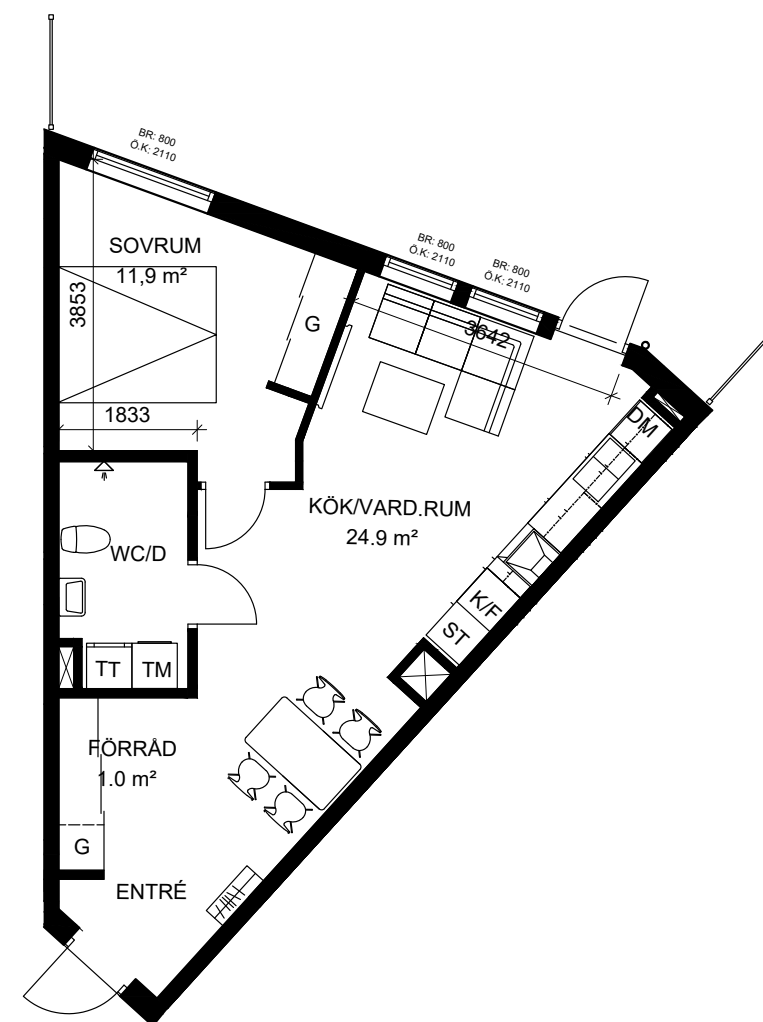 BR: 800
Ö.K: 2110
SOVRUM
11,9 m²
3853
G
1833
BR: 800
Ö.K: 2110
BR: 800
Ö.K: 2110
3642
DM
KÖK/VARD.RUM
24.9 m²
WC/D
K/F
ST
TT
TM
FÖRRÅD
1.0 m²
G
ENTRÉ